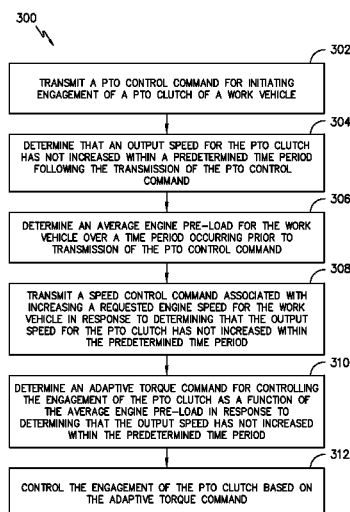 300
302
TRANSMIT A PTO CONTROL COMMAND FOR INITIATING
ENGAGEMENT OF A PTO CLUTCH OF A WORK VEHICLE
304
DETERMINE THAT AN OUTPUT SPEED FOR THE PTO CLUTCH
HAS NOT INCREASED WITHIN A PREDETERMINED TIME PERIOD
FOLLOWING THE TRANSMISSION OF THE PTO CONTROL
COMMAND
306
DETERMINE AN AVERAGE ENGINE PRE-LOAD FOR THE WORK
VEHICLE OVER A TIME PERIOD OCCURRING PRIOR TO
TRANSMISSION OF THE PTO CONTROL COMMAND
308
TRANSMIT A SPEED CONTROL COMMAND ASSOCIATED WITH
INCREASING A REQUESTED ENGINE SPEED FOR THE WORK
VEHICLE IN RESPONSE TO DETERMINING THAT THE OUTPUT
SPEED FOR THE PTO CLUTCH HAS NOT INCREASED WITHIN
THE PREDETERMINED TIME PERIOD
310
DETERMINE AN ADAPTIVE TORQUE COMMAND FOR CONTROLLING
THE ENGAGEMENT OF THE PTO CLUTCH AS A FUNCTION OF
THE AVERAGE ENGINE PRE-LOAD IN RESPONSE TO
DETERMINING THAT THE OUTPUT SPEED HAS NOT INCREASED
WITHIN THE PREDETERMINED TIME PERIOD
312
CONTROL THE ENGAGEMENT OF THE PTO CLUTCH BASED ON
THE ADAPTIVE TORQUE COMMAND